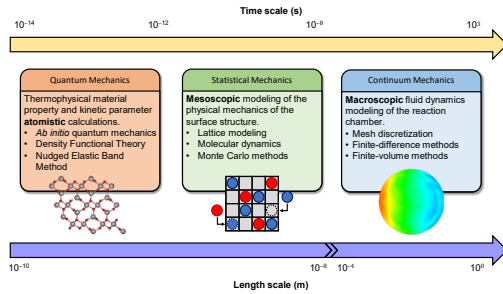 Time scale (s)
10⁻¹⁴ 10⁻¹² 10⁻⁸ 10³
Quantum Mechanics
Thermophysical material
property and kinetic parameter
atomistic calculations.
• Ab initio quantum mechanics
• Density Functional Theory
• Nudged Elastic Band
Method
Statistical Mechanics
Mesoscopic modeling of the
physical mechanics of the
surface structure.
• Lattice modeling
• Molecular dynamics
• Monte Carlo methods
Continuum Mechanics
Macroscopic fluid dynamics
modeling of the reaction
chamber.
• Mesh discretization
• Finite-difference methods
• Finite-volume methods
10⁻¹⁰ 10⁻⁸ 10⁻⁴ 10⁰
Length scale (m)